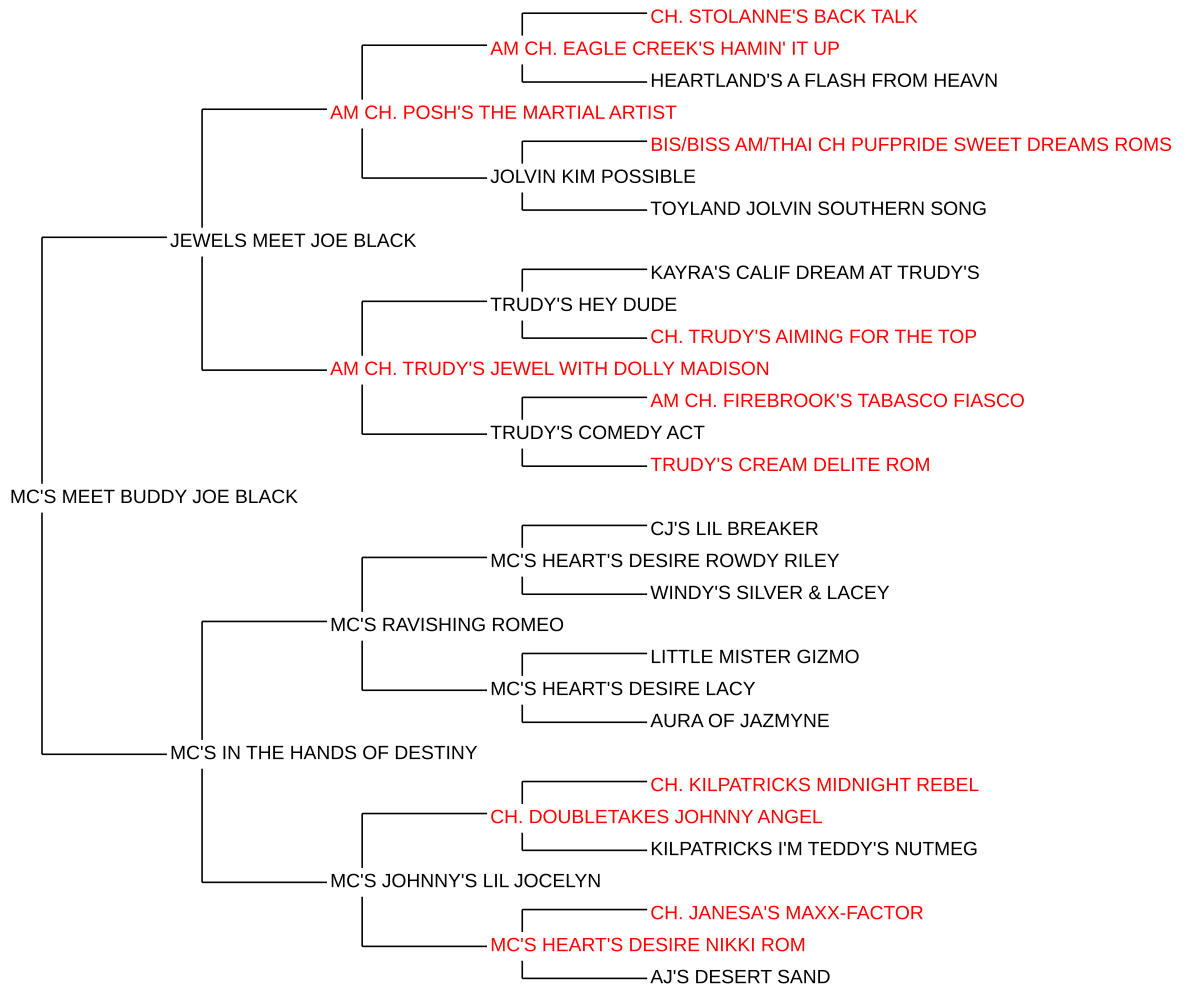 CH. STOLANNE'S BACK TALK
AM CH. EAGLE CREEK'S HAMIN' IT UP
HEARTLAND'S A FLASH FROM HEAVN
AM CH. POSH'S THE MARTIAL ARTIST
BIS/BISS AM/THAI CH PUFPRIDE SWEET DREAMS ROMS
JOLVIN KIM POSSIBLE
TOYLAND JOLVIN SOUTHERN SONG
JEWELS MEET JOE BLACK
KAYRA'S CALIF DREAM AT TRUDY'S
TRUDY'S HEY DUDE
CH. TRUDY'S AIMING FOR THE TOP
AM CH. TRUDY'S JEWEL WITH DOLLY MADISON
AM CH. FIREBROOK'S TABASCO FIASCO
TRUDY'S COMEDY ACT
TRUDY'S CREAM DELITE ROM
MC'S MEET BUDDY JOE BLACK
CJ'S LIL BREAKER
MC'S HEART'S DESIRE ROWDY RILEY
WINDY'S SILVER & LACEY
MC'S RAVISHING ROMEO
LITTLE MISTER GIZMO
MC'S HEART'S DESIRE LACY
AURA OF JAZMYNE
MC'S IN THE HANDS OF DESTINY
CH. KILPATRICKS MIDNIGHT REBEL
CH. DOUBLETAKES JOHNNY ANGEL
KILPATRICKS I'M TEDDY'S NUTMEG
MC'S JOHNNY'S LIL JOCELYN
CH. JANESA'S MAXX-FACTOR
MC'S HEART'S DESIRE NIKKI ROM
AJ'S DESERT SAND